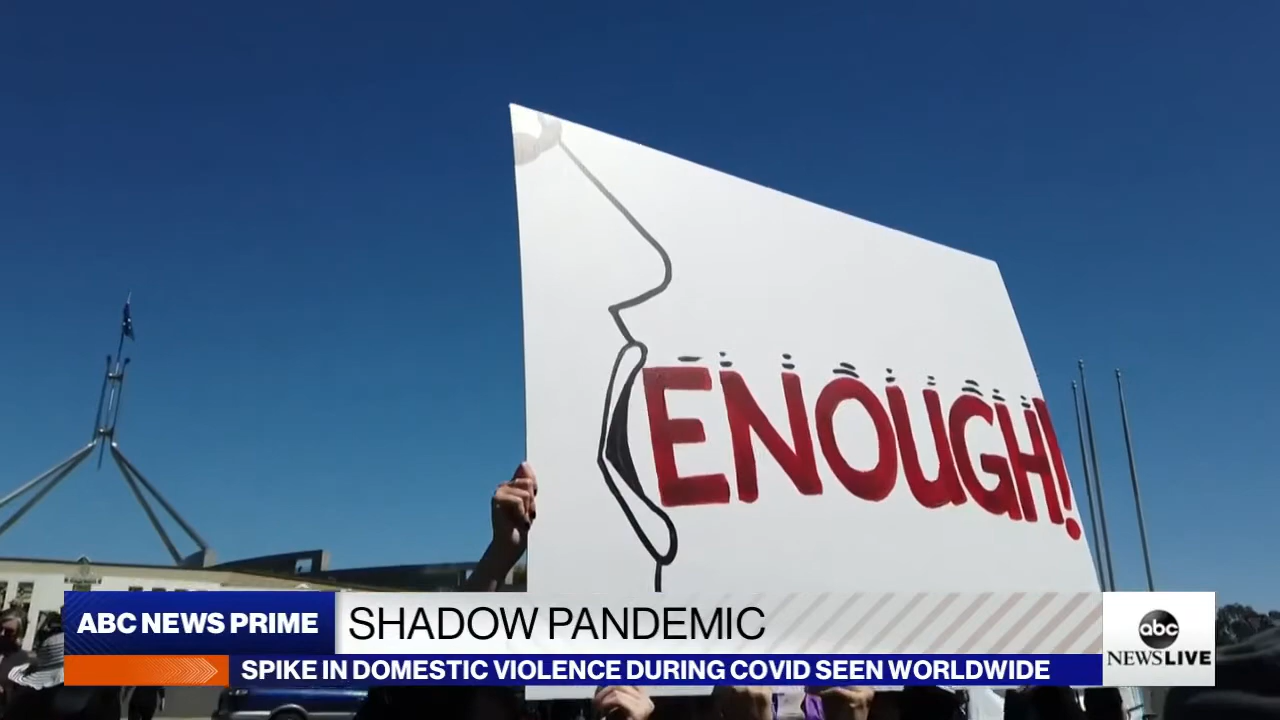 ENOUGH!
ABC NEWS PRIME
SHADOW PANDEMIC
abc
NEWSLIVE
SPIKE IN DOMESTIC VIOLENCE DURING COVID SEEN WORLDWIDE